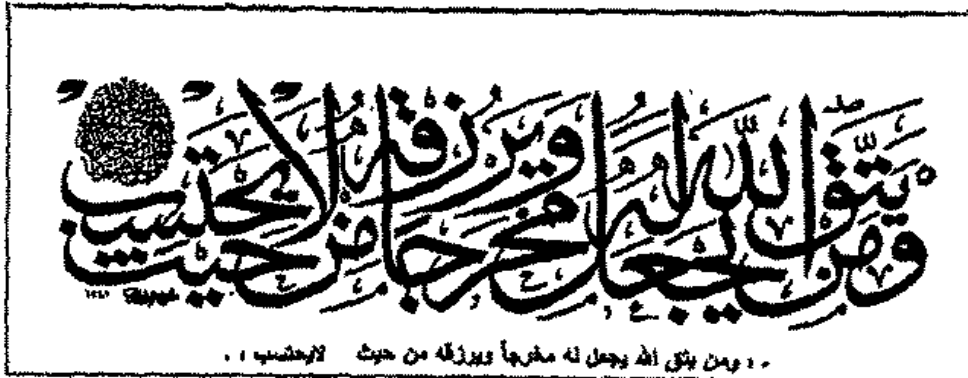 ومن يتق الله يجعل له مخرجا ويرزقه من حيث لا يحتسب
، ومن يتق الله يجعل له مخرجاً ويرزقه من حيث لايحتسب ،